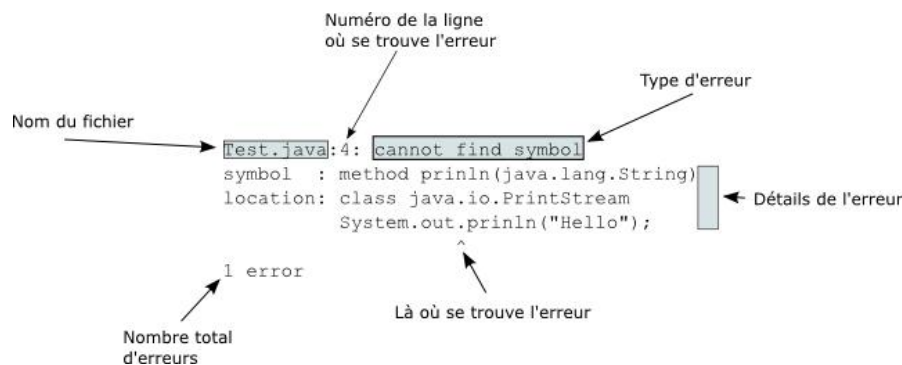 Numéro de la ligne
où se trouve l'erreur
Type d'erreur
Nom du fichier
Test.java:4: cannot find symbol
symbol  : method prinln(java.lang.String)
location: class java.io.PrintStream
Détails de l'erreur
System.out.prinln("Hello");
^
1 error
Là où se trouve l'erreur
Nombre total
d'erreurs